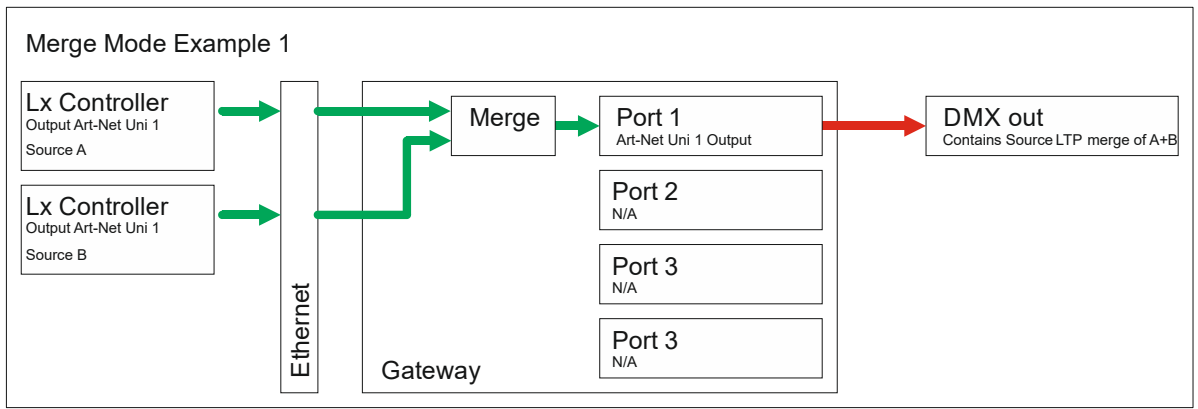 Merge Mode Example 1
Lx Controller
Output Art-Net Uni 1
Source A
Lx Controller
Output Art-Net Uni 1
Source B
Ethernet
Gateway
Merge
Port 1
Art-Net Uni 1 Output
Port 2
N/A
Port 3
N/A
Port 3
N/A
DMX out
Contains Source LTP merge of A+B